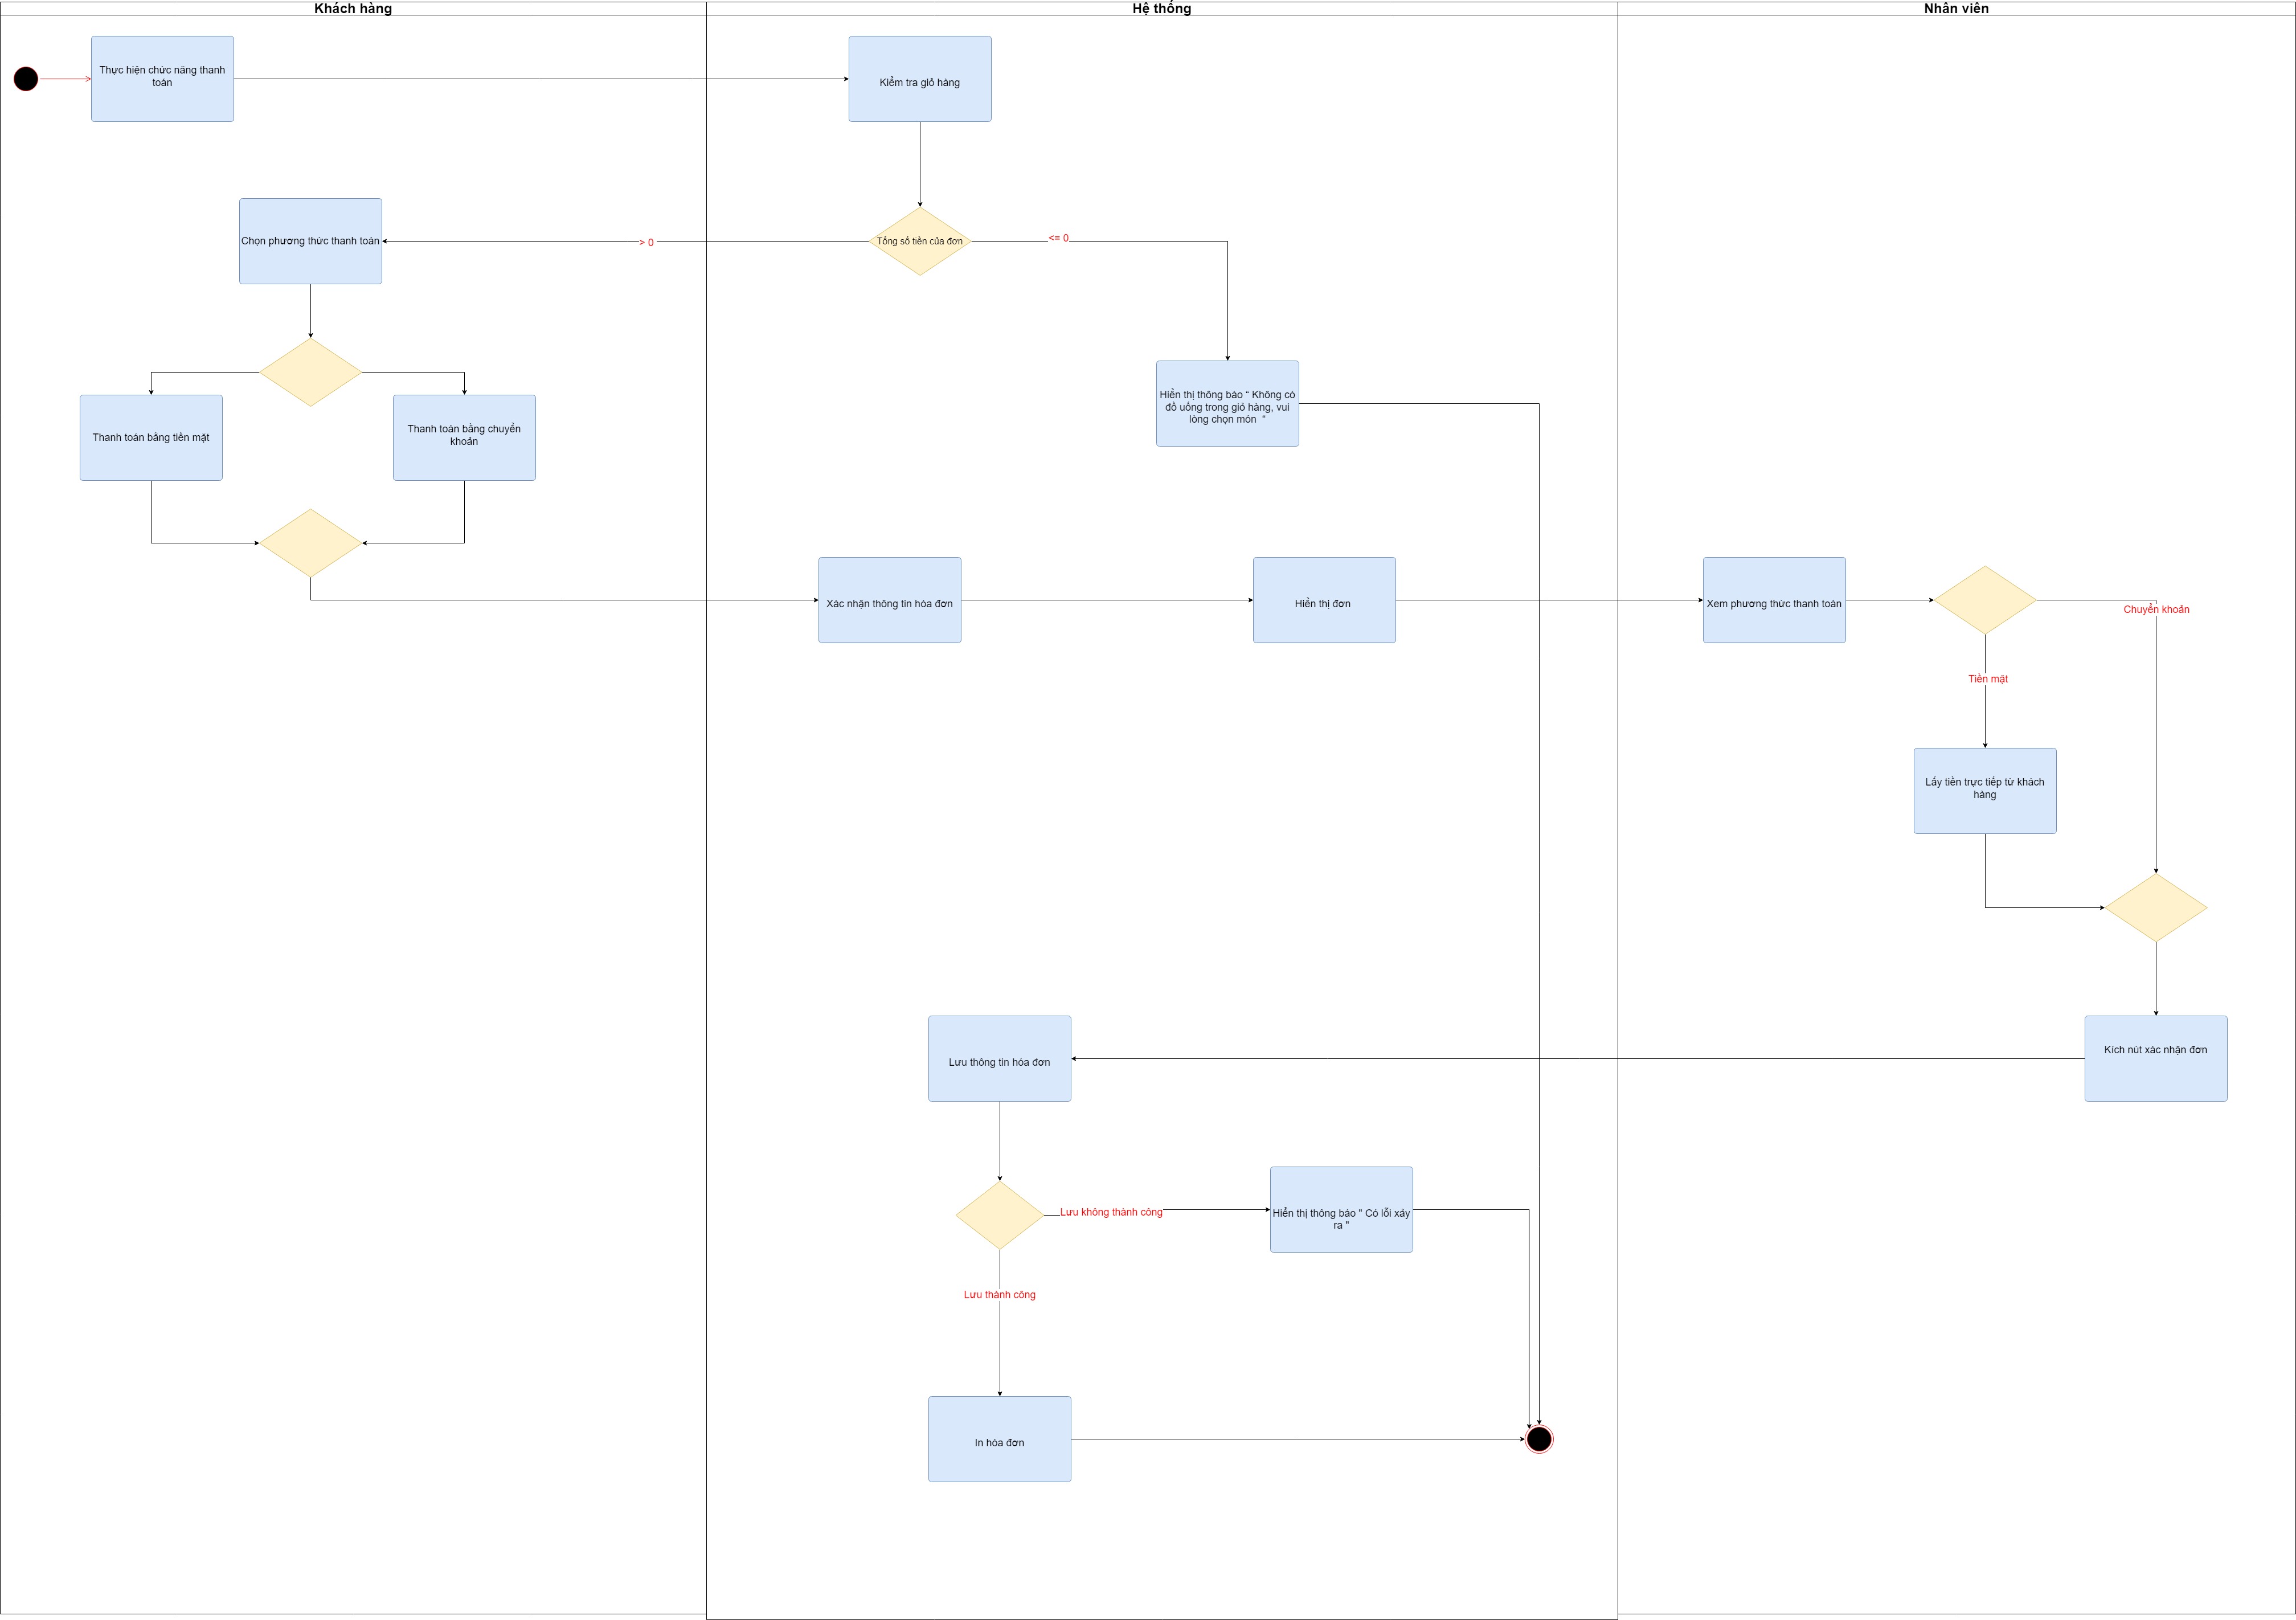 Khách hàng
Hệ thống
Nhân viên
Thực hiện chức năng thanh
toán
Kiểm tra giỏ hàng
Chọn phương thức thanh toán
> 0
Tổng số tiền của đơn
<= 0
Hiển thị thông báo “ Không có
đồ uống trong giỏ hàng, vui
lòng chọn món “
Thanh toán bằng tiền mặt
Thanh toán bằng chuyển
khoản
Xác nhận thông tin hóa đơn
Hiển thị đơn
Xem phương thức thanh toán
Chuyển khoản
Tiền mặt
Lấy tiền trực tiếp từ khách
hàng
Kích nút xác nhận đơn
Lưu thông tin hóa đơn
Lưu không thành công
Hiển thị thông báo " Có lỗi xảy
ra "
Lưu thành công
In hóa đơn